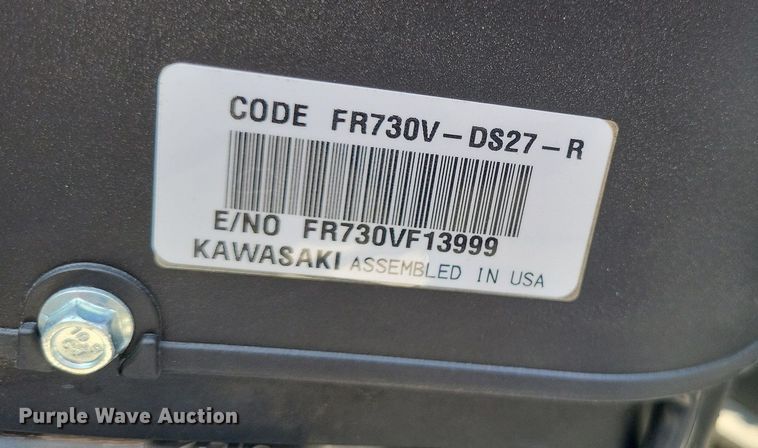 CODE FR730V-DS27-R
E/NO FR730VF13999
KAWASAKI ASSEMBLED IN USA
Purple Wave Auction